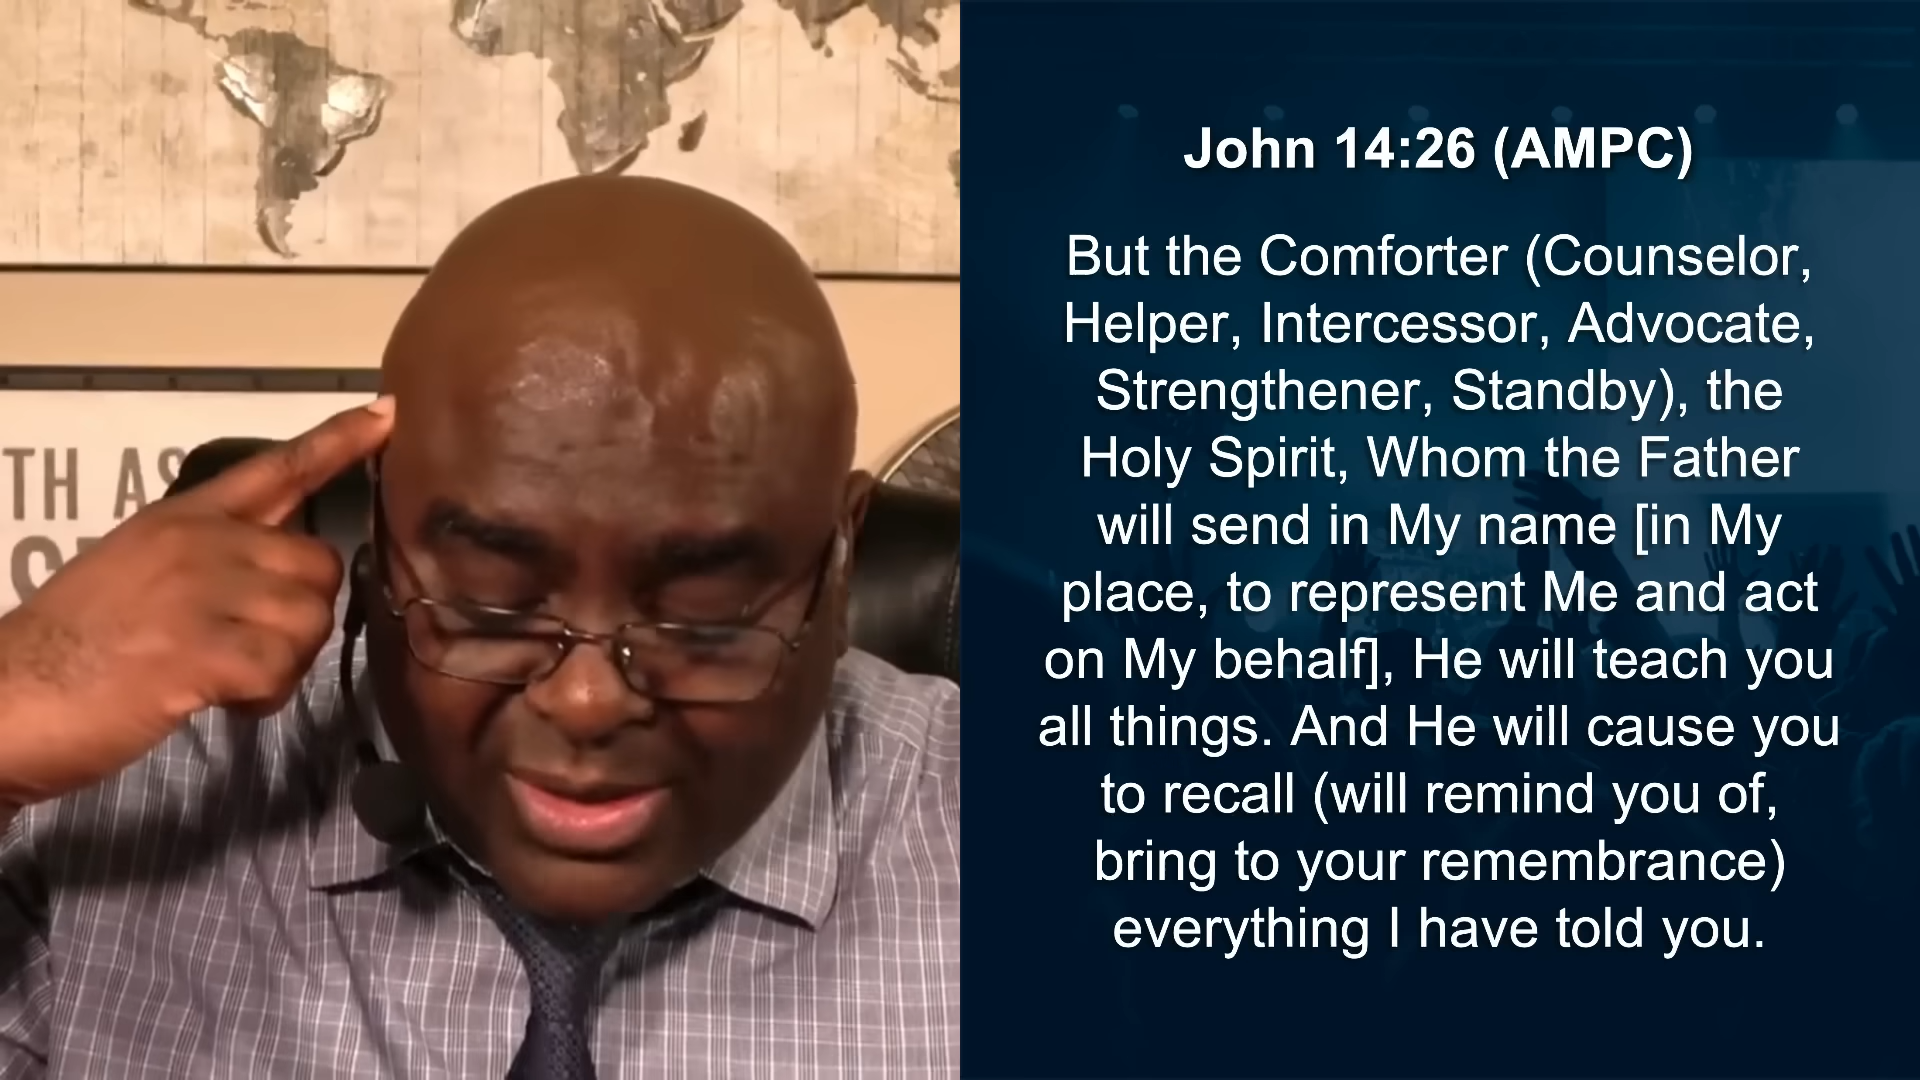 TH AS
John 14:26 (AMPC)
But the Comforter (Counselor,
Helper, Intercessor, Advocate,
Strengthener, Standby), the
Holy Spirit, Whom the Father
will send in My name [in My
place, to represent Me and act
on My behalf], He will teach you
all things. And He will cause you
to recall (will remind you of,
bring to your remembrance)
everything I have told you.